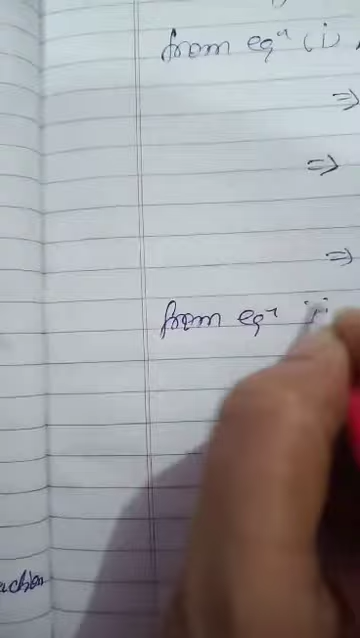 from eqⁿ (i)
⇒
⇒
⇒
from eqⁿ